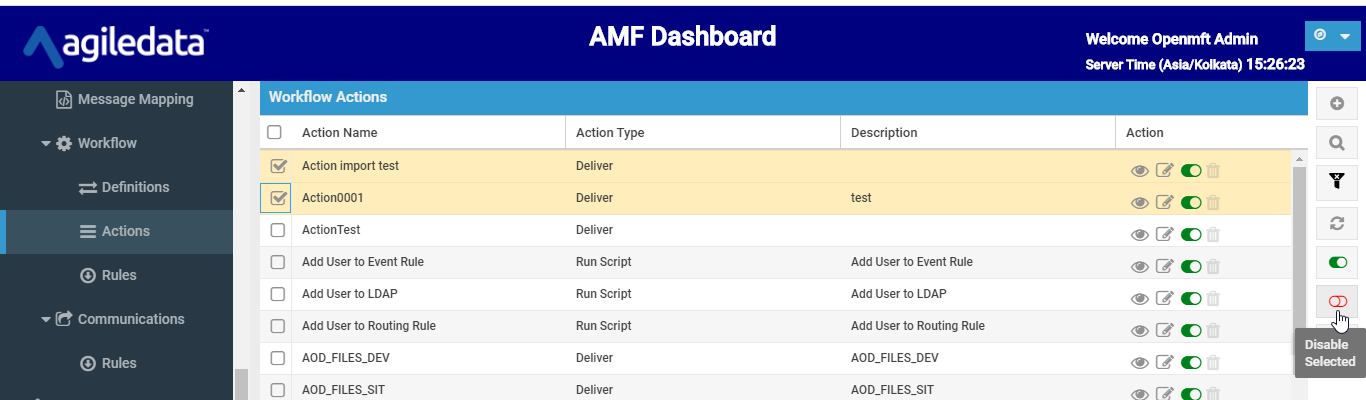 agiledata™
AMF Dashboard
Welcome Openmft Admin
Server Time (Asia/Kolkata) 15:26:23
Message Mapping
Workflow
Definitions
Actions
Rules
Communications
Rules
Workflow Actions
Action Name Action Type Description Action
Action import test Deliver
Action0001 Deliver test
ActionTest Deliver
Add User to Event Rule Run Script Add User to Event Rule
Add User to LDAP Run Script Add User to LDAP
Add User to Routing Rule Run Script Add User to Routing Rule
AOD_FILES_DEV Deliver AOD_FILES_DEV
AOD_FILES_SIT Deliver AOD_FILES_SIT
Disable
Selected